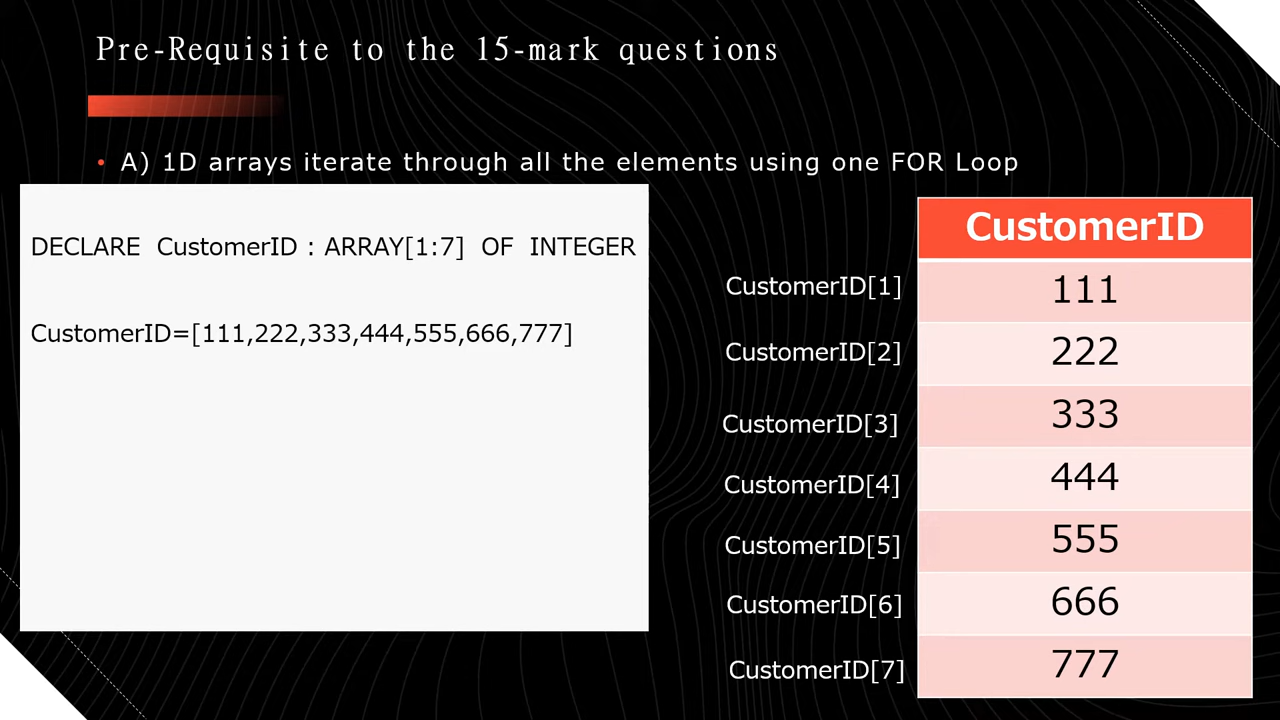 Pre-Requisite to the 15-mark questions
• A) 1D arrays iterate through all the elements using one FOR Loop
DECLARE CustomerID : ARRAY[1:7] OF INTEGER
CustomerID=[111,222,333,444,555,666,777]
CustomerID
CustomerID[1] 111
CustomerID[2] 222
CustomerID[3] 333
CustomerID[4] 444
CustomerID[5] 555
CustomerID[6] 666
CustomerID[7] 777